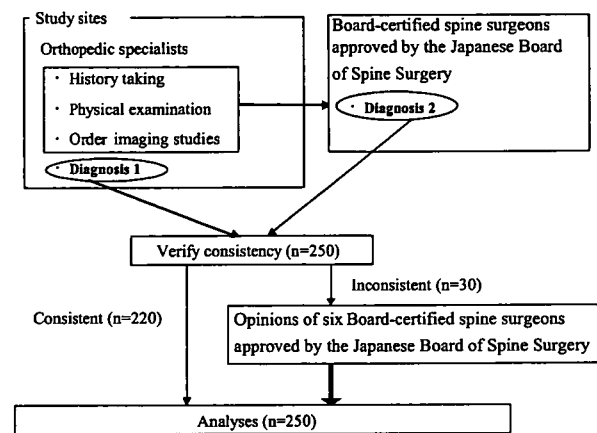 Study sites
Orthopedic specialists
· History taking
· Physical examination
· Order imaging studies
· Diagnosis 1
Board-certified spine surgeons
approved by the Japanese Board
of Spine Surgery
· Diagnosis 2
Verify consistency (n=250)
Inconsistent (n=30)
Consistent (n=220)
Opinions of six Board-certified spine surgeons
approved by the Japanese Board of Spine Surgery
Analyses (n=250)